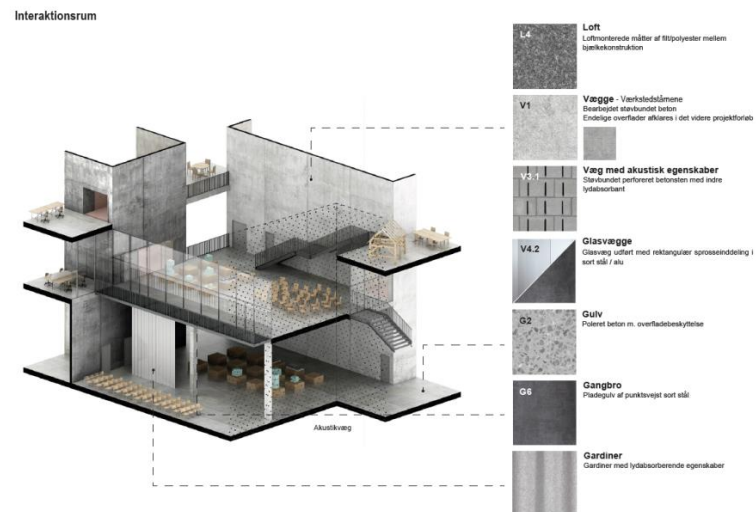 Interaktionsrum
L4
Loft
Loftmonterede måtter af filt/polyester mellem
bjælkekonstruktion
V1
Vægge - Værkstedstårnene
Bearbejdet støvbundet beton
Endelige overflader afklares i det videre projektforløb
V3.1
Væg med akustisk egenskaber
Støvbundet perforeret betonsten med indre
lydabsorbant
V4.2
Glasvægge
Glasvæg udført med rektangulær sprosseinddeling i
sort stål / alu
G2
Gulv
Poleret beton m. overfladebeskyttelse
G6
Gangbro
Pladegulv af punktsvejst sort stål
Akustikvæg
Gardiner
Gardiner med lydabsorberende egenskaber